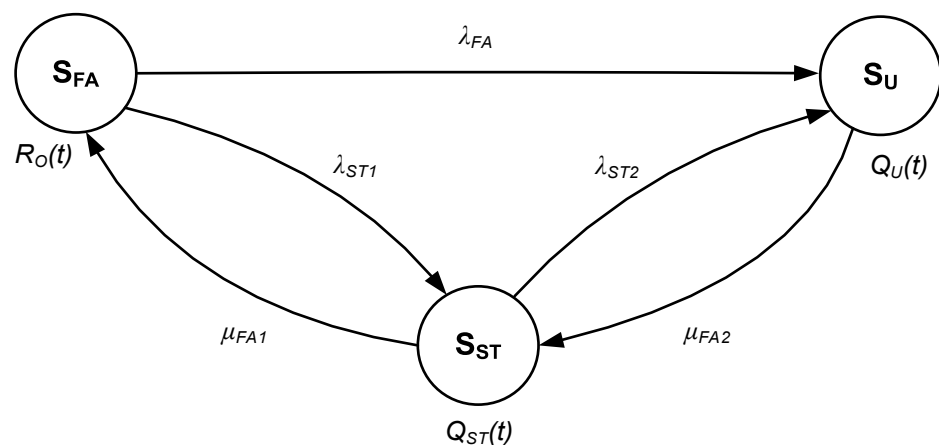 λFA
SFA
SU
RO(t)
λST1
λST2
QU(t)
μFA1
SST
μFA2
QST(t)